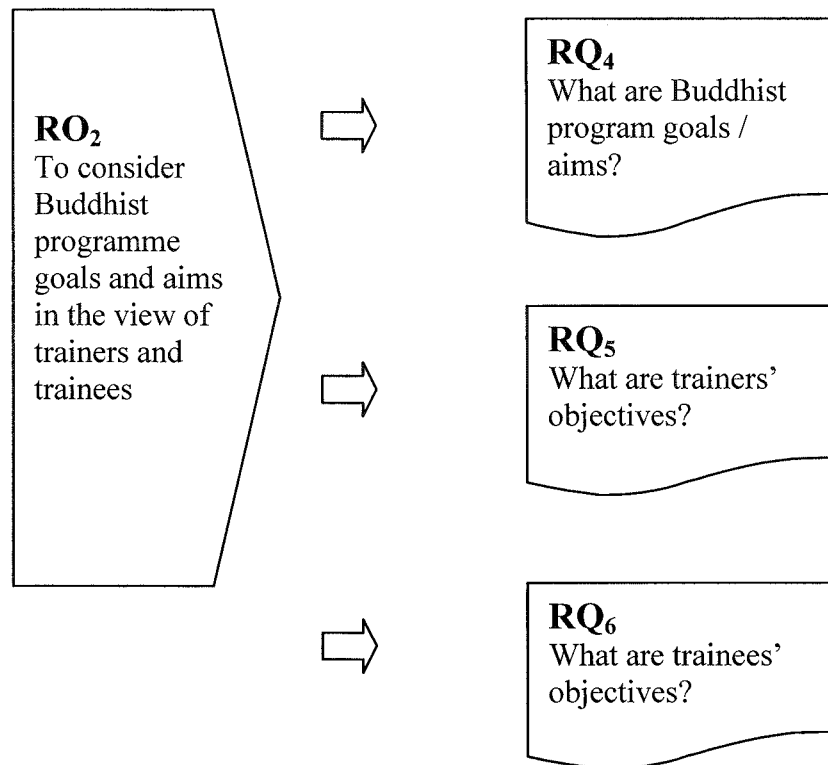 RO₂
To consider
Buddhist
programme
goals and aims
in the view of
trainers and
trainees
RQ₄
What are Buddhist
program goals /
aims?
RQ₅
What are trainers’
objectives?
RQ₆
What are trainees’
objectives?